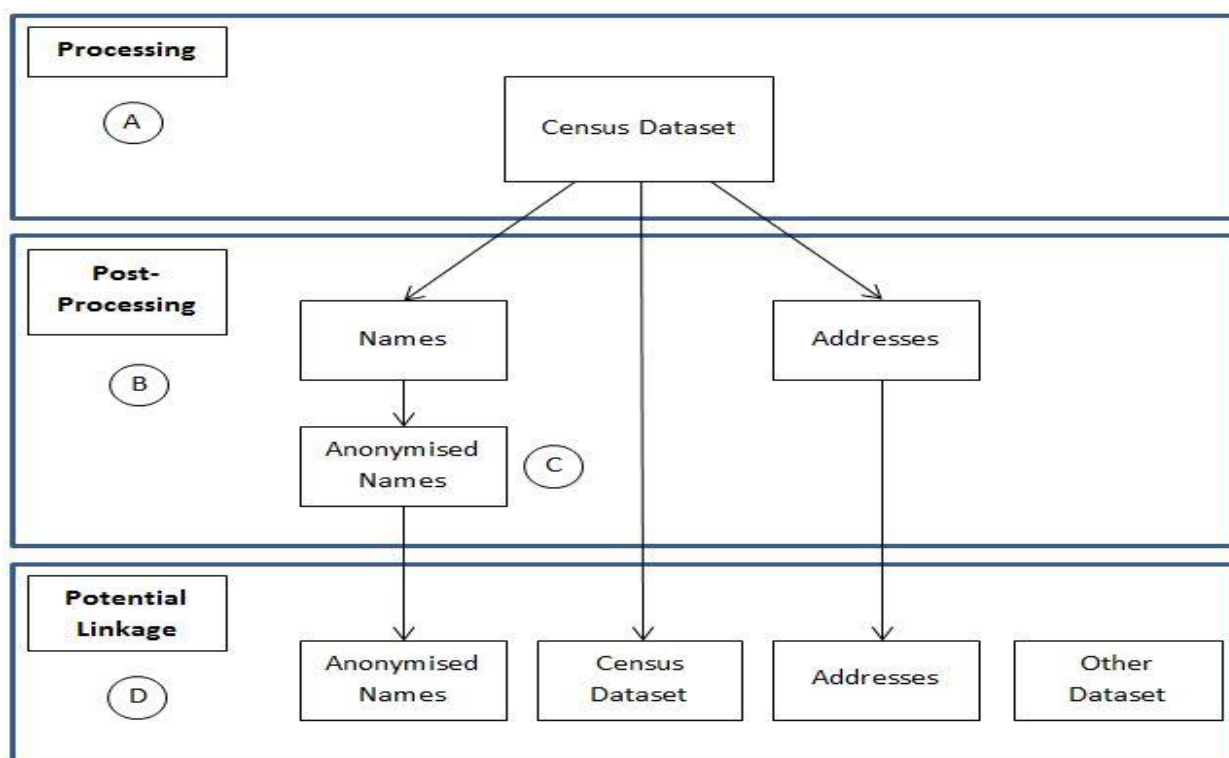 Processing
A
Census Dataset
Post-
Processing
B
Names
Addresses
Anonymised
Names
C
Potential
Linkage
D
Anonymised
Names
Census
Dataset
Addresses
Other
Dataset